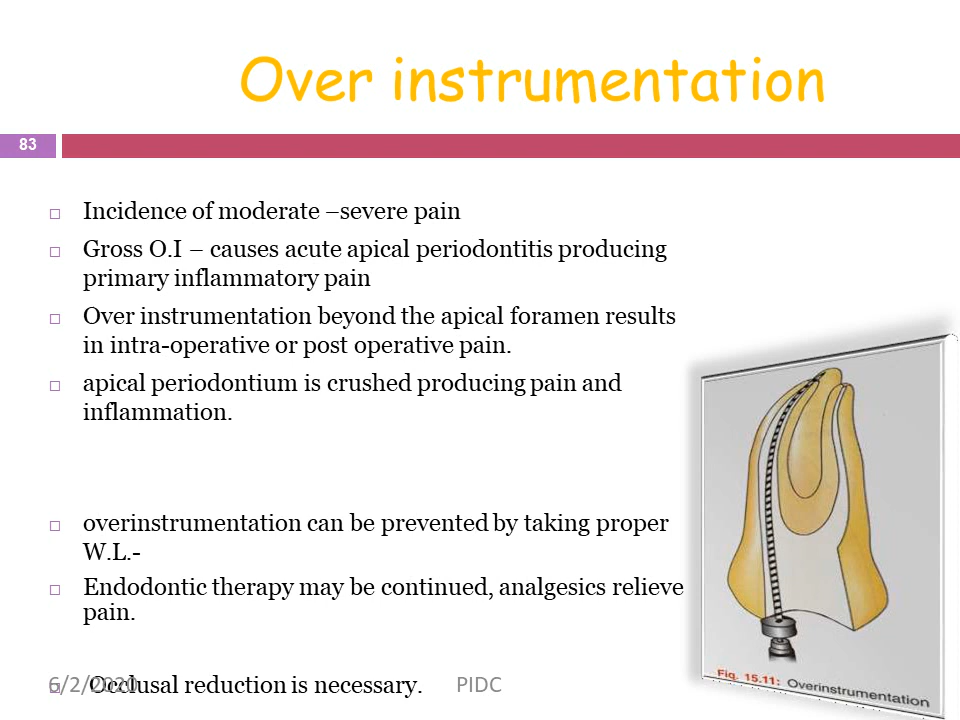 Over instrumentation
83
Incidence of moderate –severe pain
Gross O.I – causes acute apical periodontitis producing
primary inflammatory pain
Over instrumentation beyond the apical foramen results
in intra-operative or post operative pain.
apical periodontium is crushed producing pain and
inflammation.
overinstrumentation can be prevented by taking proper
W.L.-
Endodontic therapy may be continued, analgesics relieve
pain.
Occlusal reduction is necessary.
6/2/2020
PIDC
Fig. 15.11: Overinstrumentation